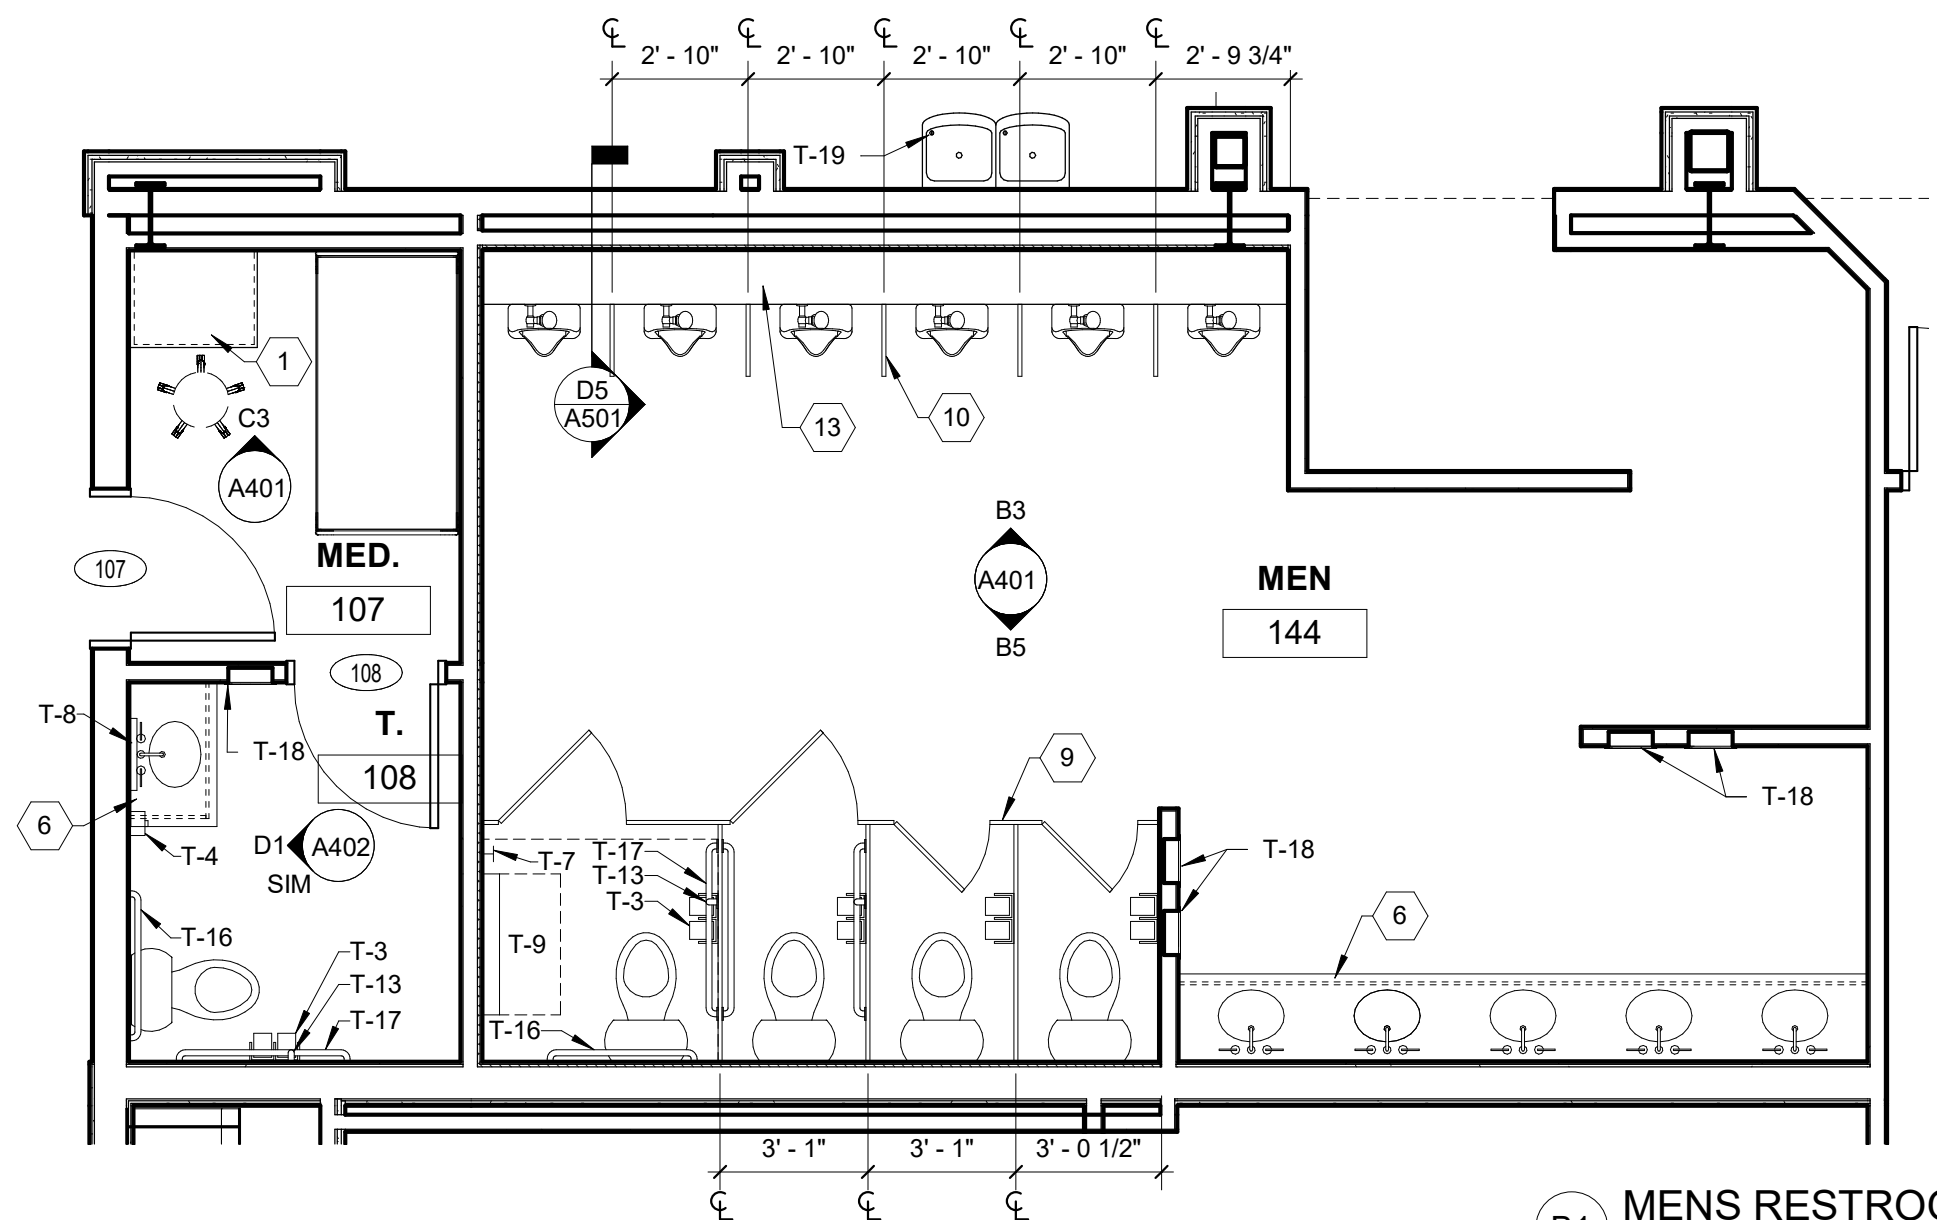 ℄ ℄ ℄ ℄ ℄
2' - 10" 2' - 10" 2' - 10" 2' - 10" 2' - 9 3/4"
T-19
1
D5
A501
C3
13
10
A401
B3
MED.
107
107
A401
MEN
144
B5
108
T-8
T.
T-18
108
9
T-18
6
D1
A402
SIM
T-4
T-7
T-17
T-13
T-3
T-18
6
T-16
T-9
T-3
T-13
T-17
T-16
3' - 1" 3' - 1" 3' - 0 1/2"
℄ ℄ ℄
MENS